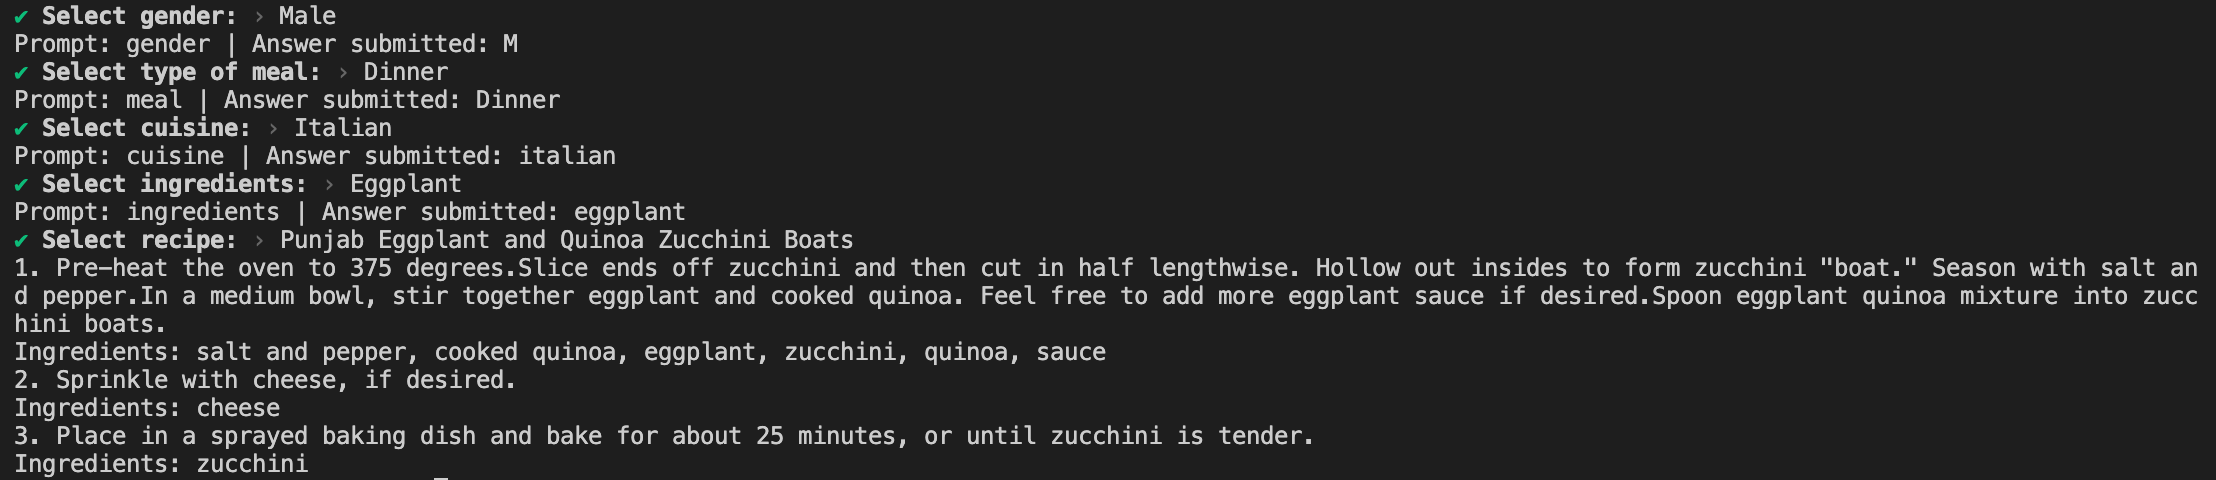 ✔ Select gender: › Male
Prompt: gender | Answer submitted: M
✔ Select type of meal: › Dinner
Prompt: meal | Answer submitted: Dinner
✔ Select cuisine: › Italian
Prompt: cuisine | Answer submitted: italian
✔ Select ingredients: › Eggplant
Prompt: ingredients | Answer submitted: eggplant
✔ Select recipe: › Punjab Eggplant and Quinoa Zucchini Boats
1. Pre-heat the oven to 375 degrees.Slice ends off zucchini and then cut in half lengthwise. Hollow out insides to form zucchini "boat." Season with salt an
d pepper.In a medium bowl, stir together eggplant and cooked quinoa. Feel free to add more eggplant sauce if desired.Spoon eggplant quinoa mixture into zucc
hini boats.
Ingredients: salt and pepper, cooked quinoa, eggplant, zucchini, quinoa, sauce
2. Sprinkle with cheese, if desired.
Ingredients: cheese
3. Place in a sprayed baking dish and bake for about 25 minutes, or until zucchini is tender.
Ingredients: zucchini